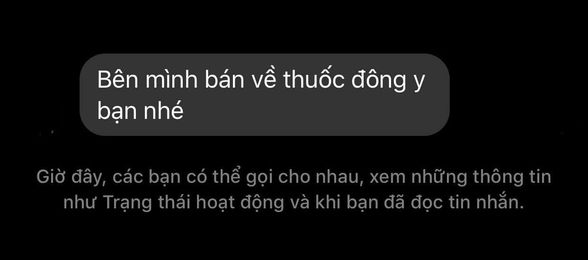 Bên mình bán về thuốc đông y
bạn nhé
Giờ đây, các bạn có thể gọi cho nhau, xem những thông tin
như Trạng thái hoạt động và khi bạn đã đọc tin nhắn.